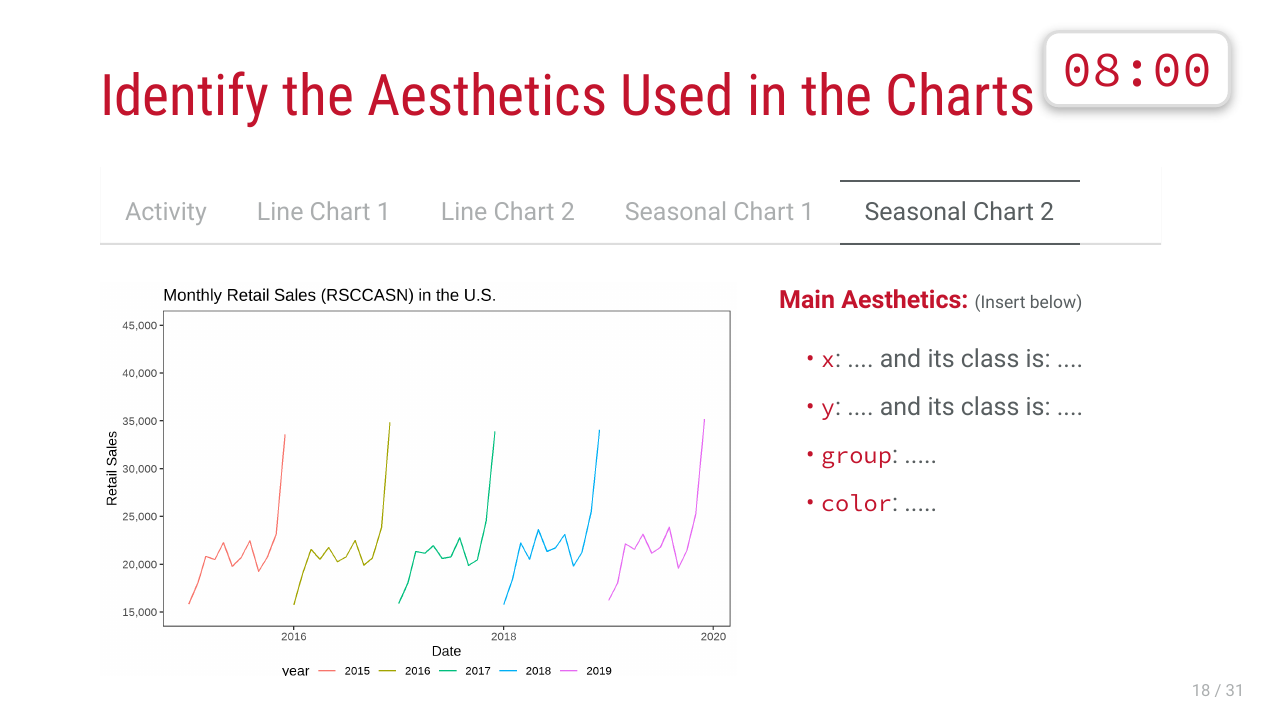 Identify the Aesthetics Used in the Charts
08:00
Activity
Line Chart 1
Line Chart 2
Seasonal Chart 1
Seasonal Chart 2
Monthly Retail Sales (RSCCASN) in the U.S.
45,000
40,000
35,000
30,000
25,000
20,000
15,000
Retail Sales
2016
2018
2020
Date
year
2015
2016
2017
2018
2019
Main Aesthetics: (Insert below)
• x: .... and its class is: ....
• y: .... and its class is: ....
• group: .....
• color: .....
18 / 31